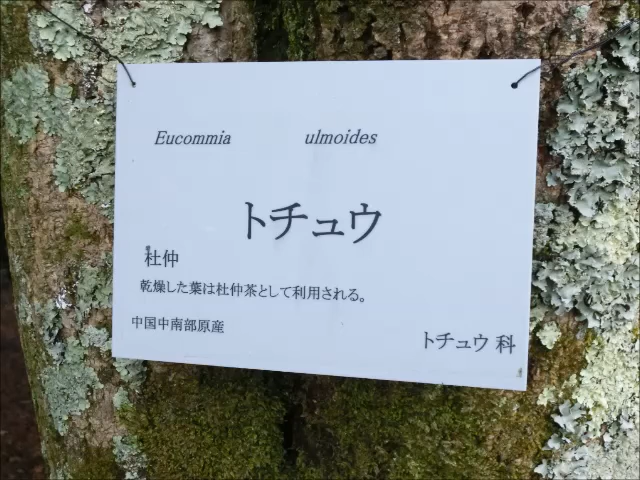 Eucommia ulmoides
トチュウ
杜仲
乾燥した葉は杜仲茶として利用される。
中国中南部原産
トチュウ 科